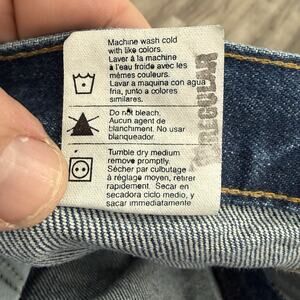 Machine wash cold
with like colors.
Laver à la machine
a l'eau froide avec les
mêmes couleurs.
Lavar a maquina con agua
fria, junto a colores
similares.
Do not bleach.
Aucun agent de
blanchiment. No usar
blanqueador.
Tumble dry medium
remove promptly.
Sécher par culbutage
à réglage moyen, retirer
rapidement. Secar en
secadora ciclo medio, y
sacar immediatamente